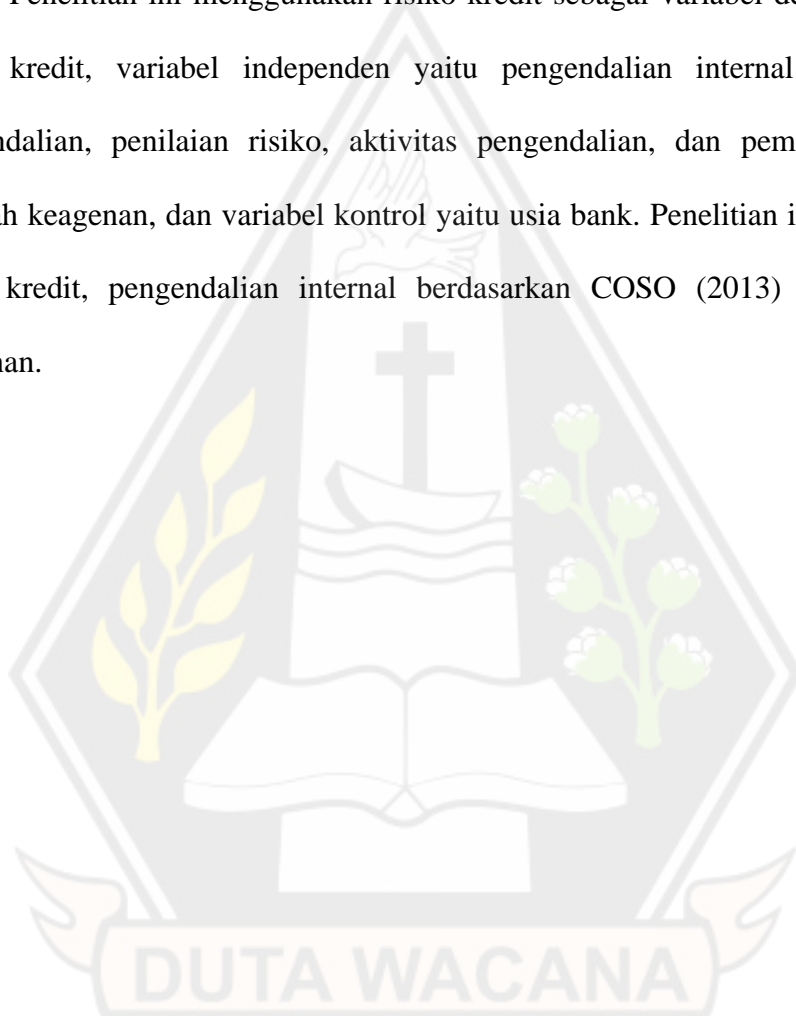 Penelitian ini menggunakan risiko kredit sebagai variabel
kredit, variabel independen yaitu pengendalian internal
ndalian, penilaian risiko, aktivitas pengendalian, dan pem
ah keagenan, dan variabel kontrol yaitu usia bank. Penelitian i
kredit, pengendalian internal berdasarkan COSO (2013)
nan.
DUTA WACANA